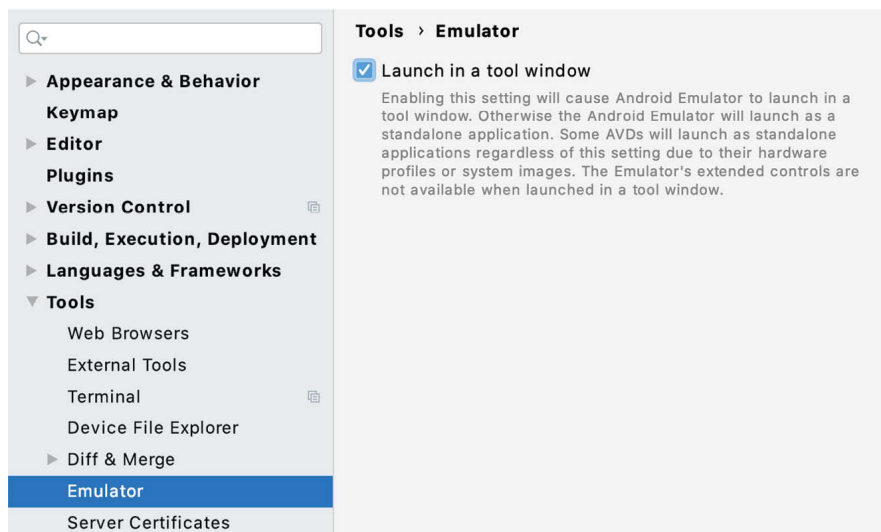 Appearance & Behavior
Keymap
Editor
Plugins
Version Control
Build, Execution, Deployment
Languages & Frameworks
Tools
Web Browsers
External Tools
Terminal
Device File Explorer
Diff & Merge
Emulator
Server Certificates
Tools › Emulator
Launch in a tool window
Enabling this setting will cause Android Emulator to launch in a
tool window. Otherwise the Android Emulator will launch as a
standalone application. Some AVDs will launch as standalone
applications regardless of this setting due to their hardware
profiles or system images. The Emulator's extended controls are
not available when launched in a tool window.